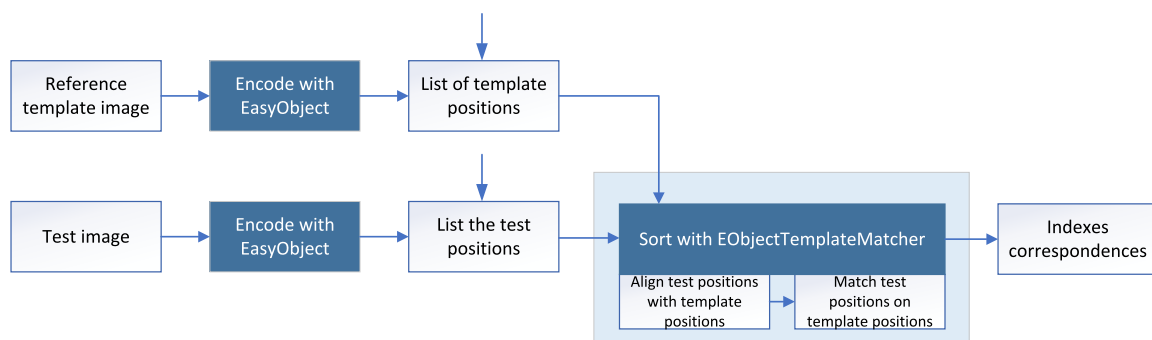 Reference
template image
Encode with
EasyObject
List of template
positions
Test image
Encode with
EasyObject
List the test
positions
Sort with EObjectTemplateMatcher
Align test positions
with template
positions
Match test
positions on
template positions
Indexes
correspondences